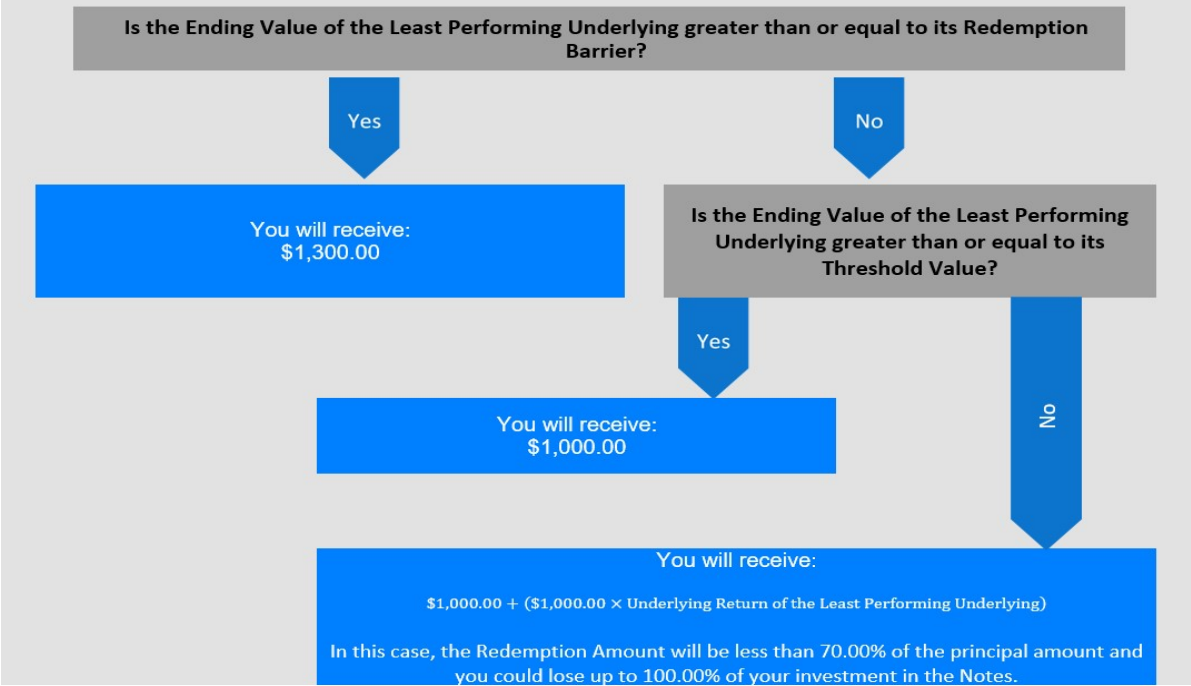 Is the Ending Value of the Least Performing Underlying greater than or equal to its Redemption
Barrier?
Yes
No
You will receive:
$1,300.00
Is the Ending Value of the Least Performing
Underlying greater than or equal to its
Threshold Value?
Yes
No
You will receive:
$1,000.00
You will receive:
$1,000.00 + ($1,000.00 × Underlying Return of the Least Performing Underlying)
In this case, the Redemption Amount will be less than 70.00% of the principal amount and
you could lose up to 100.00% of your investment in the Notes.